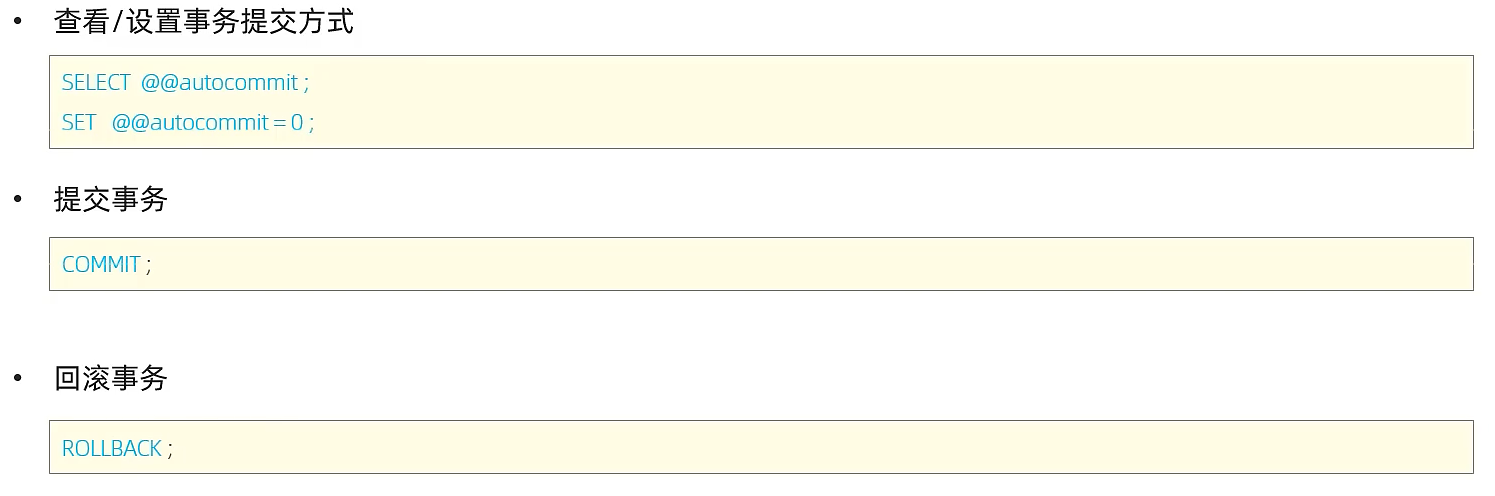 • 查看/设置事务提交方式
SELECT @@autocommit ;
SET @@autocommit = 0 ;
• 提交事务
COMMIT ;
• 回滚事务
ROLLBACK ;